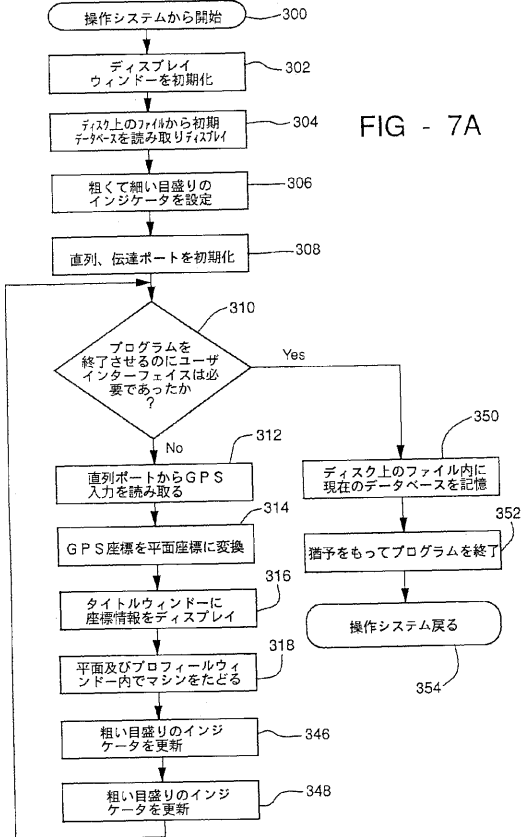 操作システムから開始
300
ディスプレイ
ウィンドーを初期化
302
ディスク上のファイルから初期
データベースを読み取りディスプレイ
304
FIG - 7A
粗くて細い目盛りの
インジケータを設定
306
直列、伝達ポートを初期化
308
310
プログラムを
終了させるのにユーザ
インターフェイスは必
要であったか
?
Yes
No
312
直列ポートからGPS
入力を読み取る
314
GPS座標を平面座標に変換
316
タイトルウィンドーに
座標情報をディスプレイ
318
平面及びプロフィールウィ
ンドー内でマシンをたどる
粗い目盛りのインジ
ケータを更新
346
粗い目盛りのインジ
ケータを更新
348
350
ディスク上のファイル内に
現在のデータベースを記憶
352
猶予をもってプログラムを終了
操作システム戻る
354